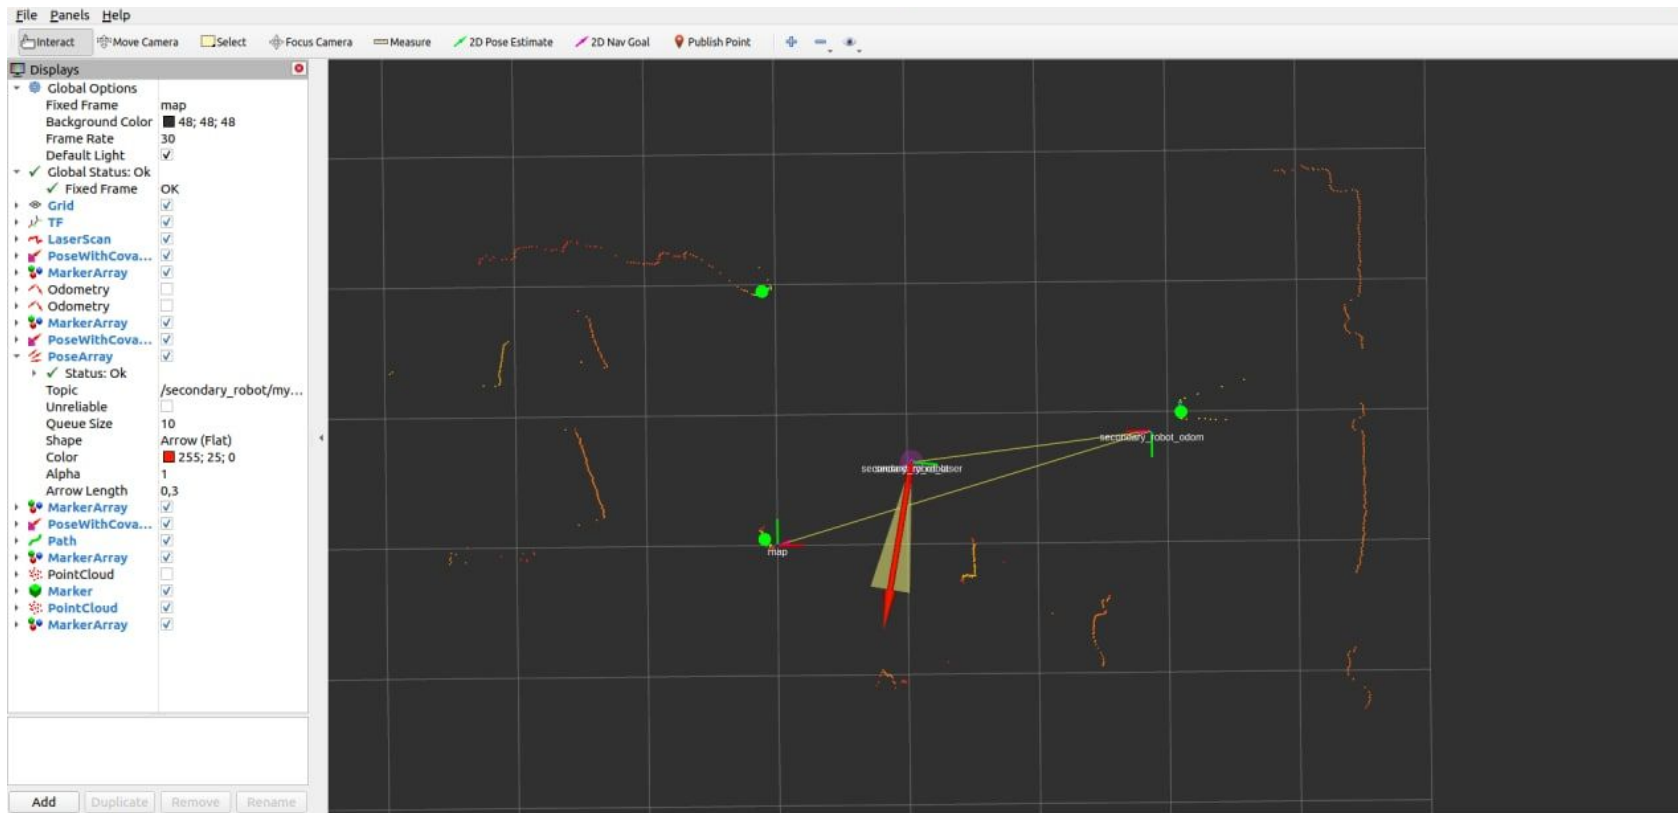 File Panels Help
Interact Move Camera Select Focus Camera Measure 2D Pose Estimate 2D Nav Goal Publish Point
Displays
Global Options
Fixed Frame map
Background Color 48; 48; 48
Frame Rate 30
Default Light
Global Status: Ok
Fixed Frame OK
Grid
TF
LaserScan
PoseWithCova...
MarkerArray
Odometry
Odometry
MarkerArray
PoseWithCova...
PoseArray
Status: Ok
Topic /secondary_robot/my...
Unreliable
Queue Size 10
Shape Arrow (Flat)
Color 255; 25; 0
Alpha 1
Arrow Length 0,3
MarkerArray
PoseWithCova...
Path
MarkerArray
PointCloud
Marker
PointCloud
MarkerArray
Add Duplicate Remove Rename
secondary_robot_odom
map